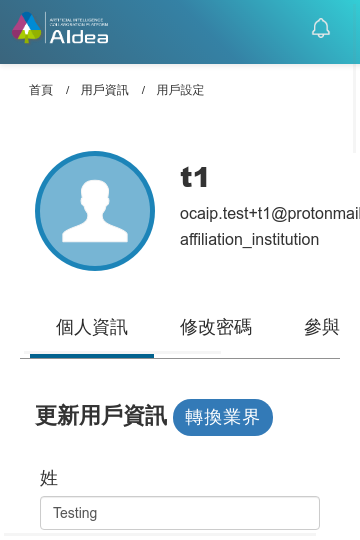 ARTIFICIAL INTELLIGENCE
COLLABORATION PLATFORM
AIdea
首頁 / 用戶資訊 / 用戶設定
t1
ocaip.test+t1@protonmail
affiliation_institution
個人資訊 修改密碼 參與
更新用戶資訊 轉換業界
姓
Testing